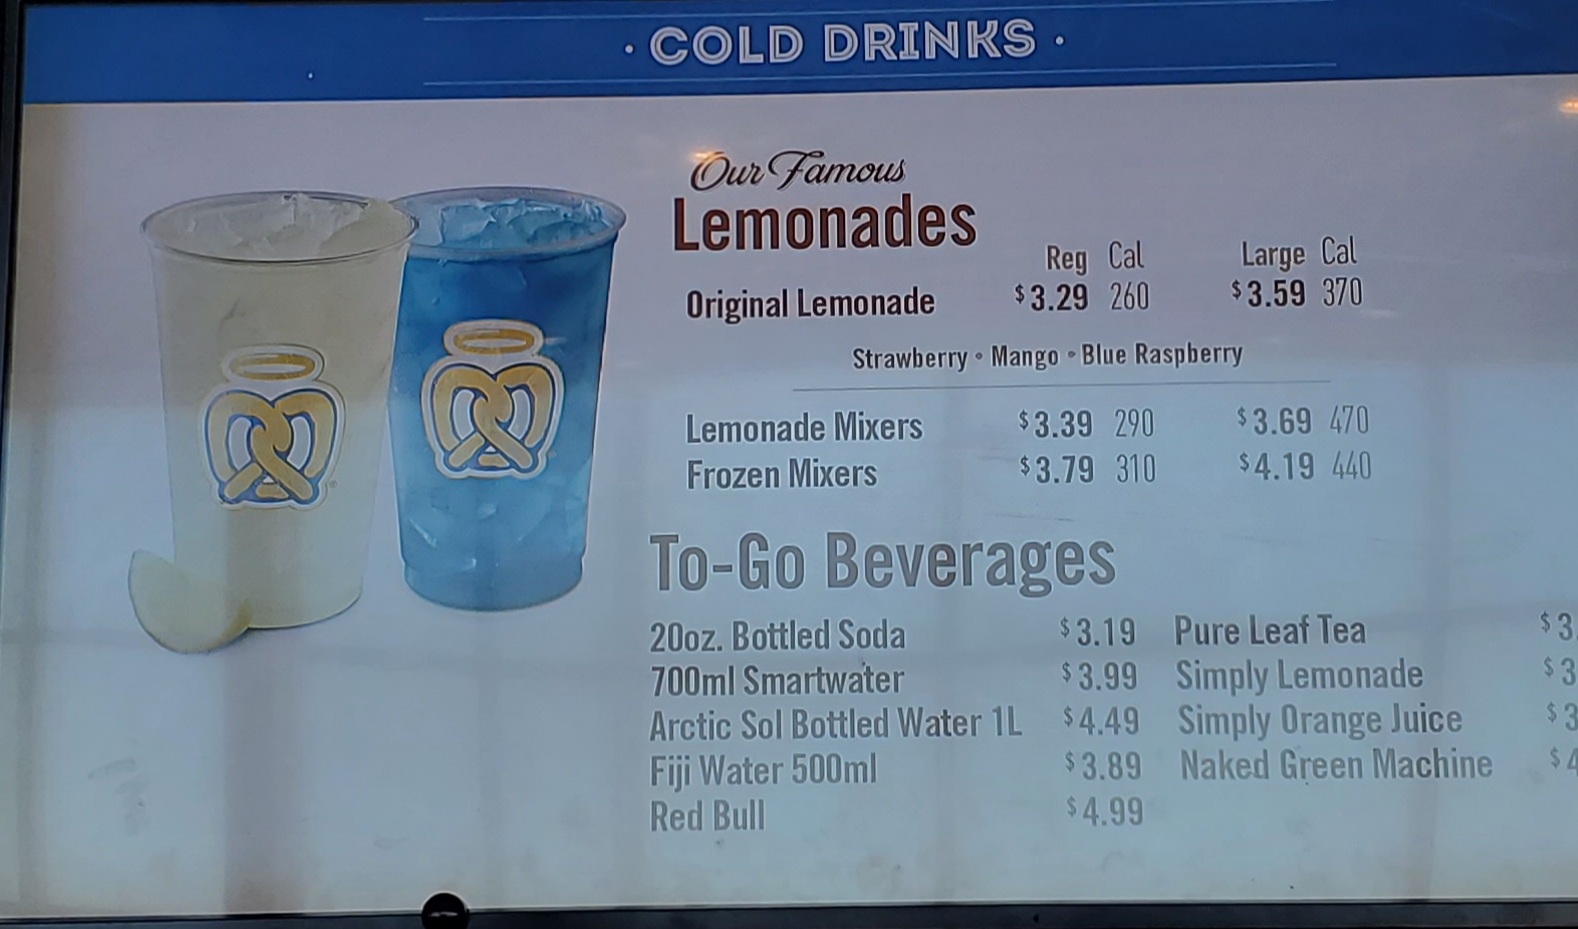 · COLD DRINKS ·
Our Famous
Lemonades
Reg Cal Large Cal
Original Lemonade $3.29 260 $3.59 370
Strawberry • Mango • Blue Raspberry
Lemonade Mixers $3.39 290 $3.69 470
Frozen Mixers $3.79 310 $4.19 440
To-Go Beverages
20oz. Bottled Soda $3.19 Pure Leaf Tea $3.
700ml Smartwater $3.99 Simply Lemonade $3
Arctic Sol Bottled Water 1L $4.49 Simply Orange Juice $3
Fiji Water 500ml $3.89 Naked Green Machine $4
Red Bull $4.99